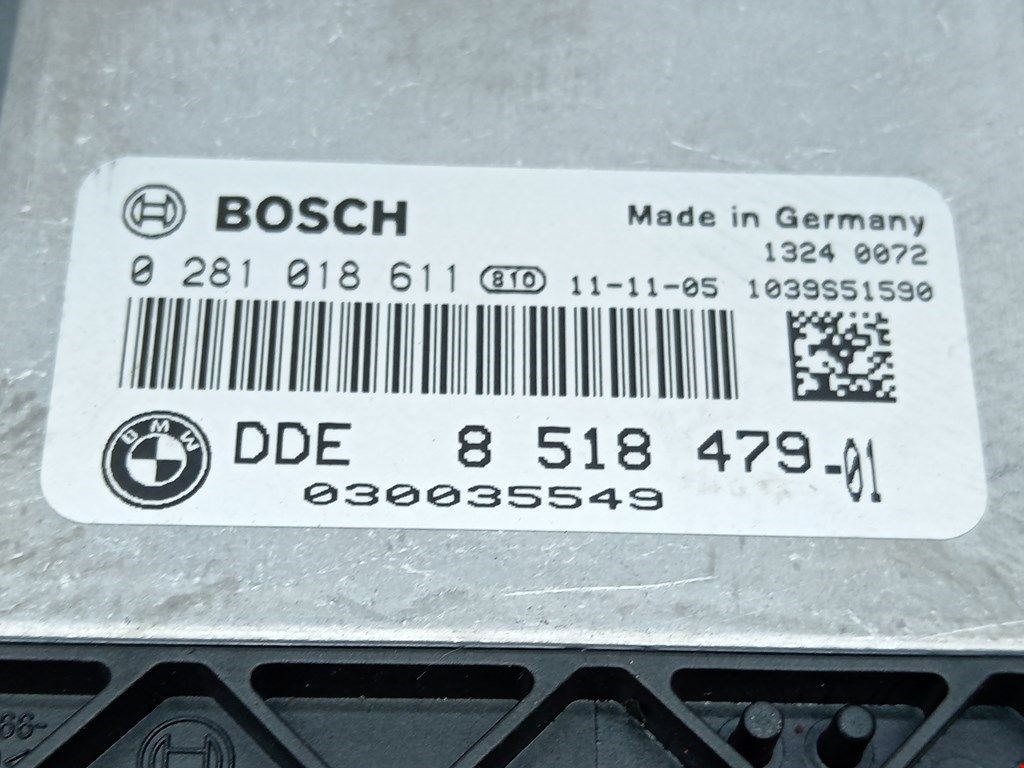 BOSCH
Made in Germany
1324 0072
0 281 018 611 810 11-11-05 1039S51590
BMW DDE 8 518 479-01
030035549